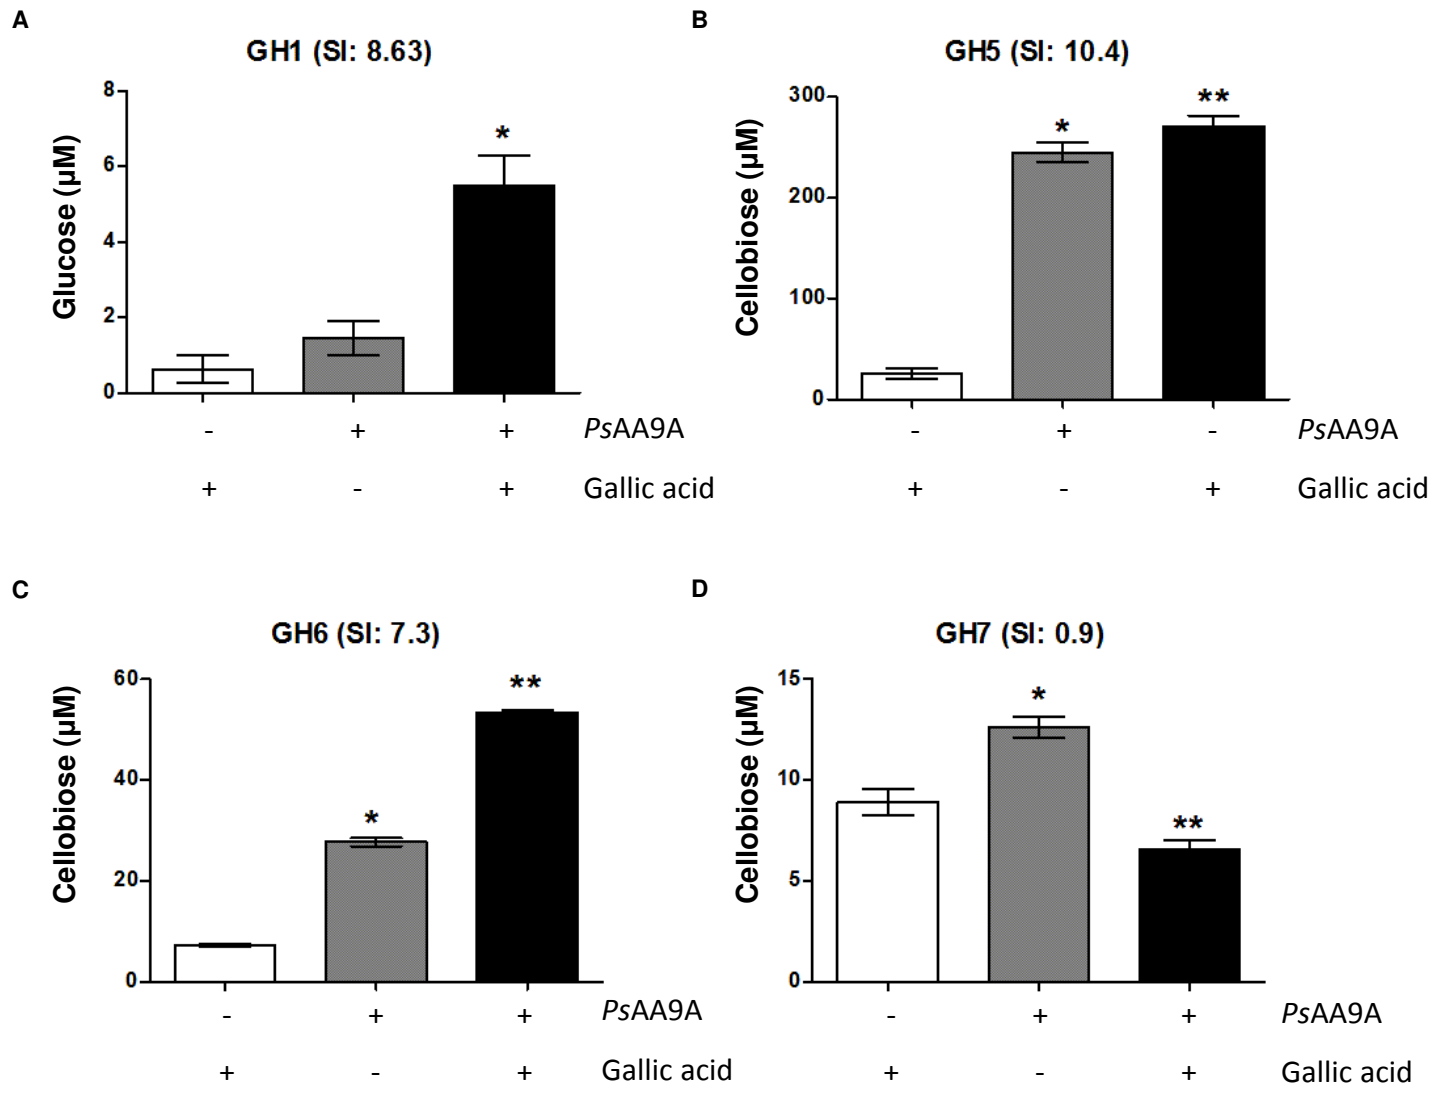 A
GH1 (SI: 8.63)
Glucose (µM)
8
6
4
2
0
*
- + + PsAA9A
+ - + Gallic acid
B
GH5 (SI: 10.4)
Cellobiose (µM)
300
200
100
0
* **
- + - PsAA9A
+ - + Gallic acid
C
GH6 (SI: 7.3)
Cellobiose (µM)
60
40
20
0
* **
- + + PsAA9A
+ - + Gallic acid
D
GH7 (SI: 0.9)
Cellobiose (µM)
15
10
5
0
* **
- + + PsAA9A
+ - + Gallic acid